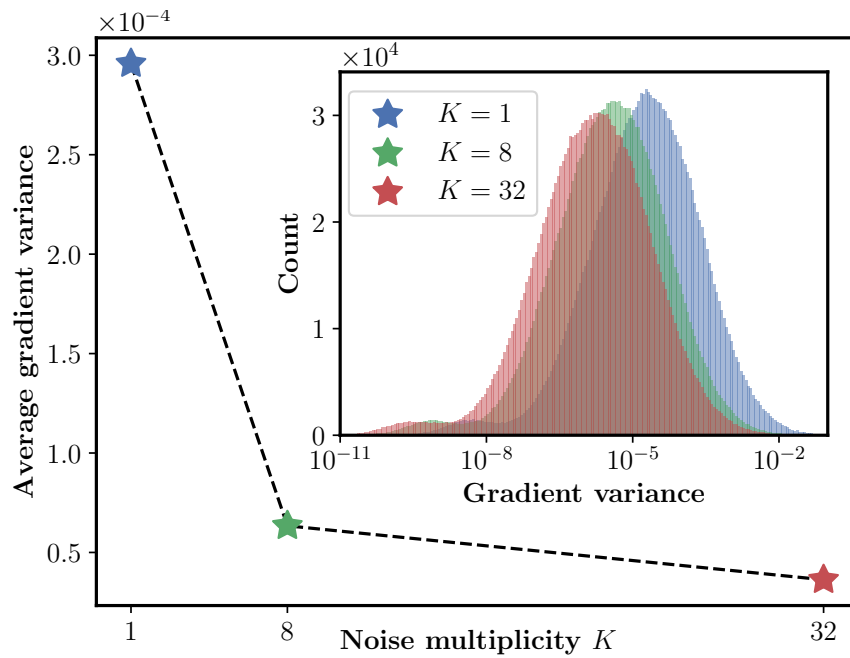 ×10⁻⁴
3.0
2.5
2.0
1.5
1.0
0.5
Average gradient variance
1
8
32
Noise multiplicity K
×10⁴
3
2
1
0
Count
K = 1
K = 8
K = 32
10⁻¹¹
10⁻⁸
10⁻⁵
10⁻²
Gradient variance